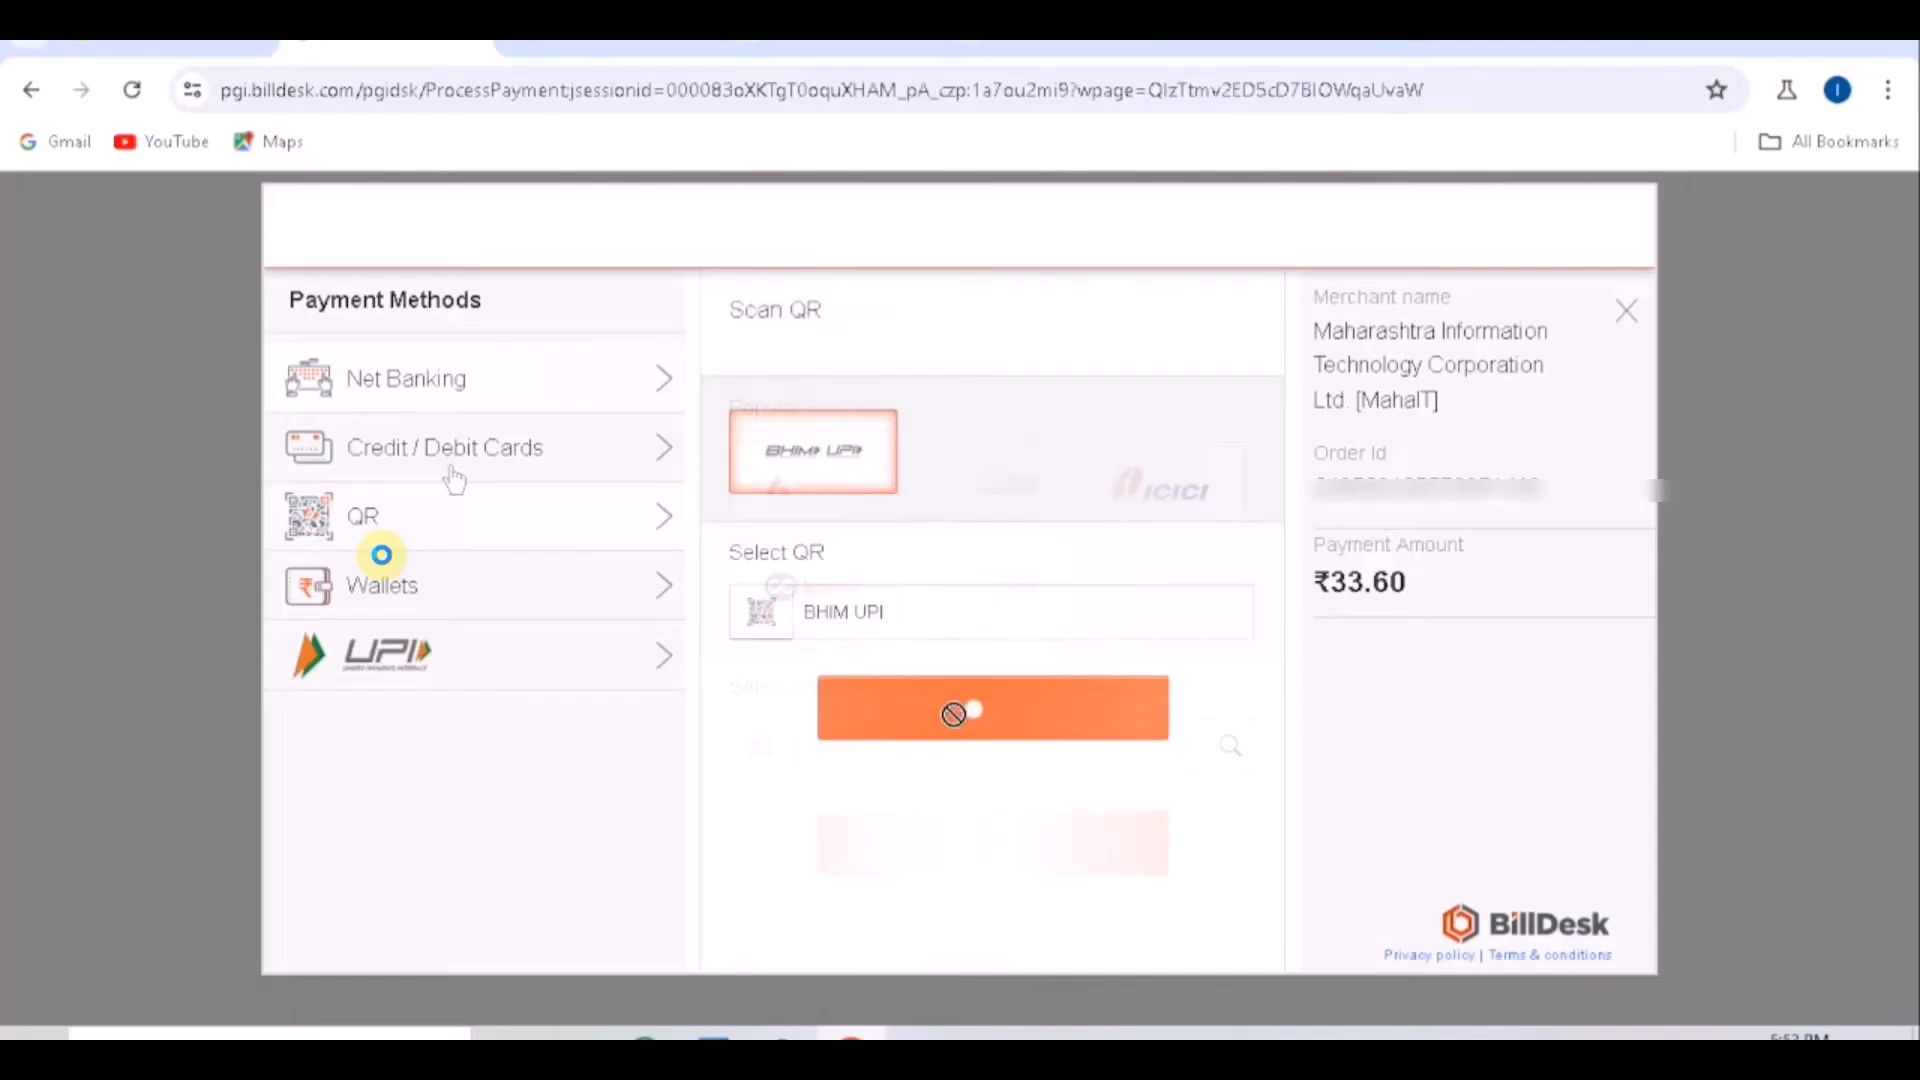 pgi.billdesk.com/pgidsk/ProcessPayment;jsessionid=000083oXKTgT0oquXHAM_pA_czp:1a7ou2mi9?wpage=QIzTtmv2ED5cD7BIOWqaUvaW
Gmail YouTube Maps All Bookmarks
Payment Methods
Net Banking
Credit / Debit Cards
QR
Wallets
UPI
Scan QR
BHIM UPI
ICICI
Select QR
BHIM UPI
Merchant name
Maharashtra Information
Technology Corporation
Ltd. [MahaIT]
Order Id
Payment Amount
₹33.60
BillDesk
Privacy policy | Terms & conditions